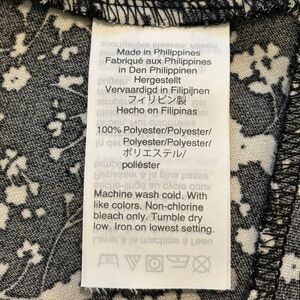 Made in Philippines
Fabriqué aux Philippines
in Den Philippinen
Hergestellt
Vervaardigd in Filipijnen
フィリピン製
Hecho en Filipinas
100% Polyester/Polyester/
Polyester/Polyester/
ポリエステル/
poliéster
Machine wash cold. With
like colors. Non-chlorine
bleach only. Tumble dry
low. Iron on lowest setting.